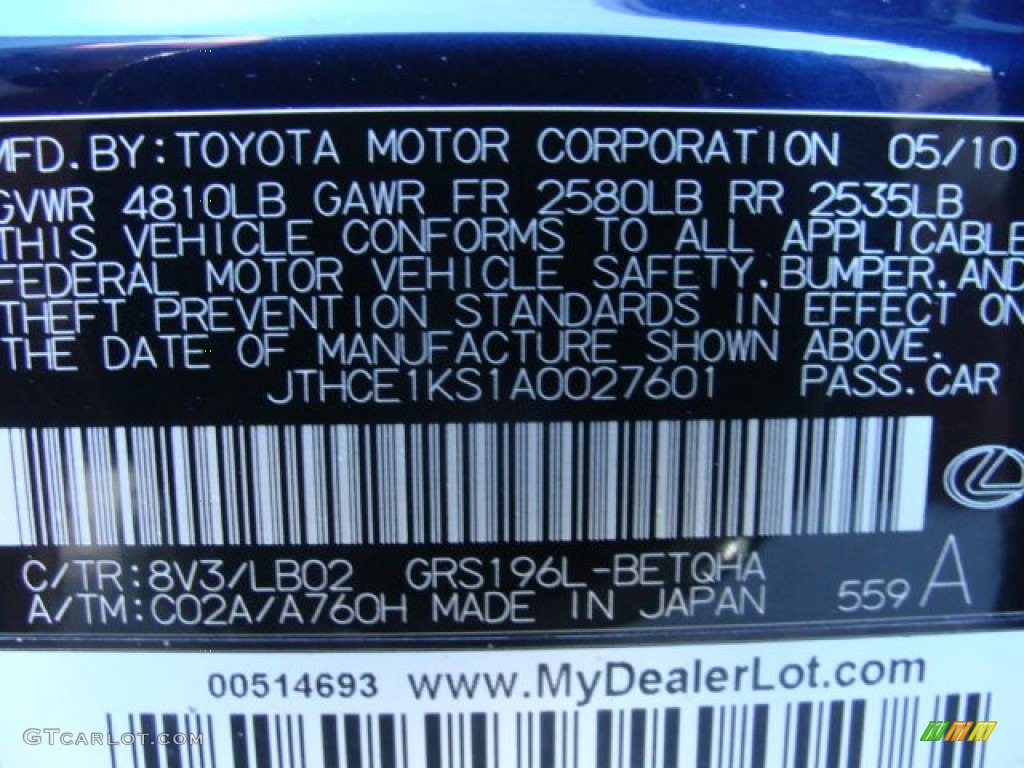 MFD. BY: TOYOTA MOTOR CORPORATION 05/10
GVWR 4810LB GAWR FR 2580LB RR 2535LB
THIS VEHICLE CONFORMS TO ALL APPLICABLE
FEDERAL MOTOR VEHICLE SAFETY, BUMPER, AND
THEFT PREVENTION STANDARDS IN EFFECT ON
THE DATE OF MANUFACTURE SHOWN ABOVE.
JTHCE1KS1A0027601 PASS. CAR
C/TR: 8V3/LB02 GRS196L-BETQHA
A/TM: C02A/A760H MADE IN JAPAN 559 A
00514693 www.MyDealerLot.com
GTCARLOT.COM